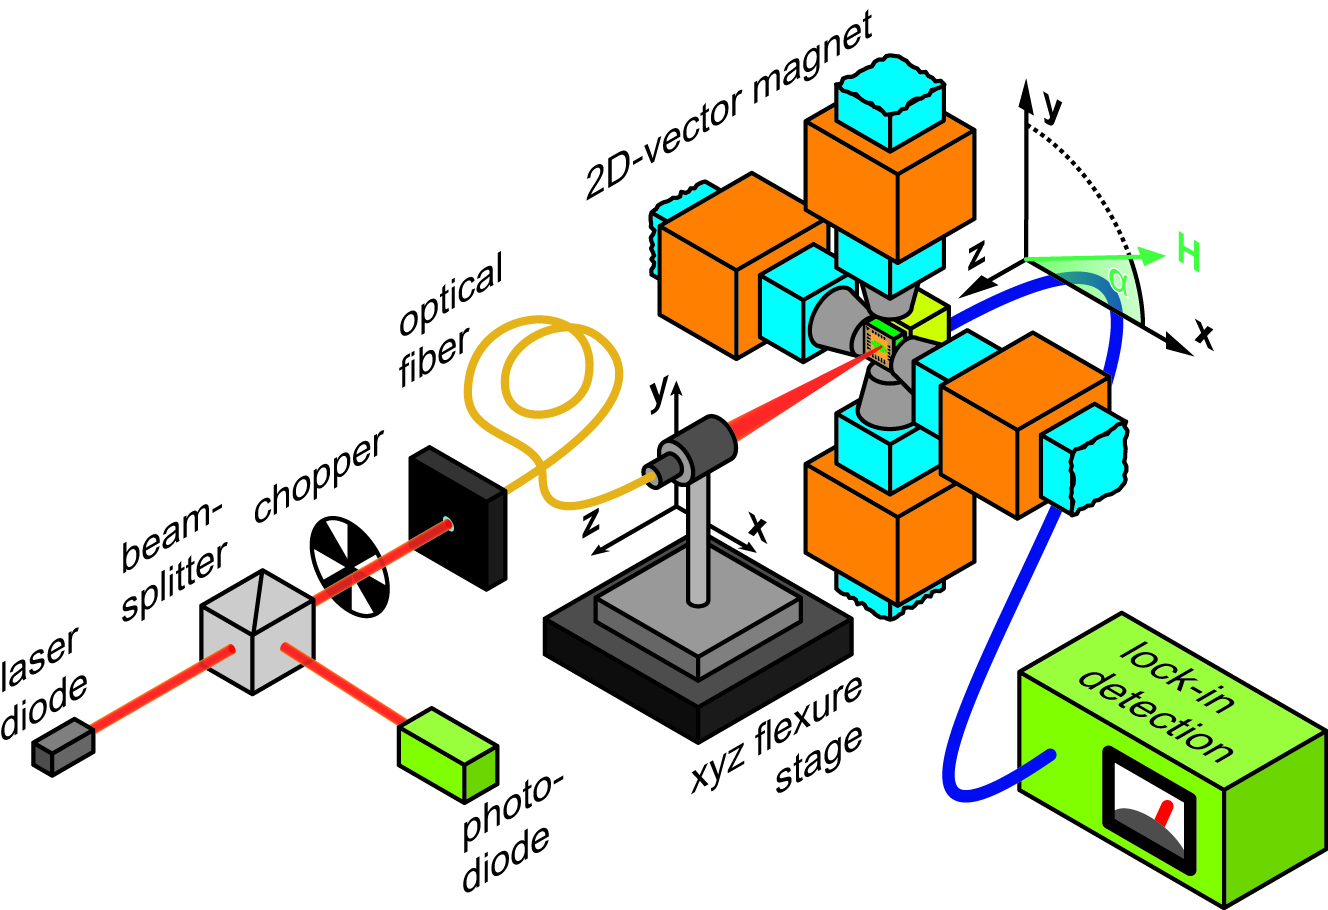 2D-vector magnet
y
H
z
α
x
optical
fiber
y
chopper
z
x
beam-
splitter
laser
diode
lock-in
detection
xyz flexure
stage
photo-
diode